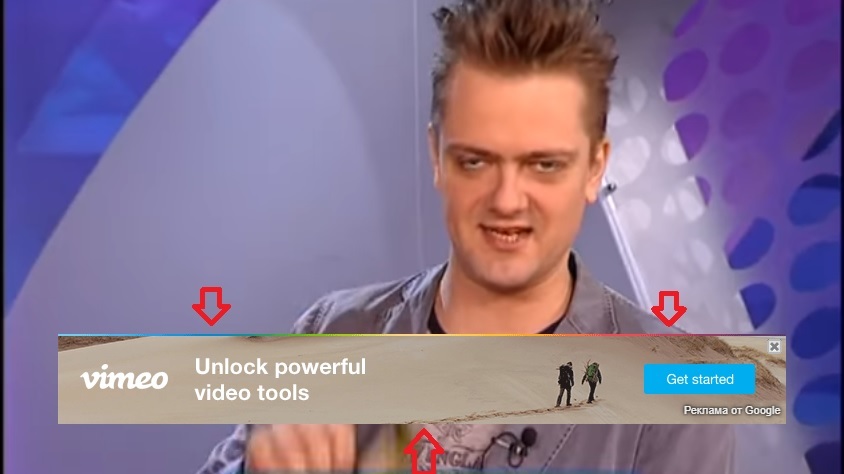 vimeo
Unlock powerful
video tools
Get started
Реклама от Google